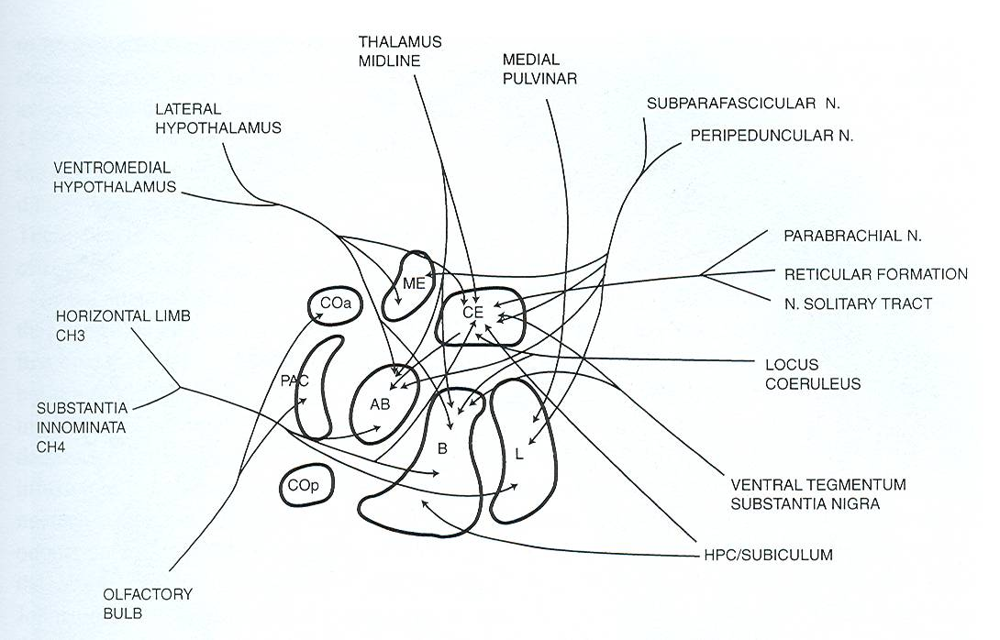 THALAMUS
MIDLINE
MEDIAL
PULVINAR
SUBPARAFASCICULAR N.
PERIPEDUNCULAR N.
LATERAL
HYPOTHALAMUS
VENTROMEDIAL
HYPOTHALAMUS
PARABRACHIAL N.
RETICULAR FORMATION
N. SOLITARY TRACT
ME
COa
CE
HORIZONTAL LIMB
CH3
LOCUS
COERULEUS
PAC
AB
SUBSTANTIA
INNOMINATA
CH4
B
L
COp
VENTRAL TEGMENTUM
SUBSTANTIA NIGRA
HPC/SUBICULUM
OLFACTORY
BULB